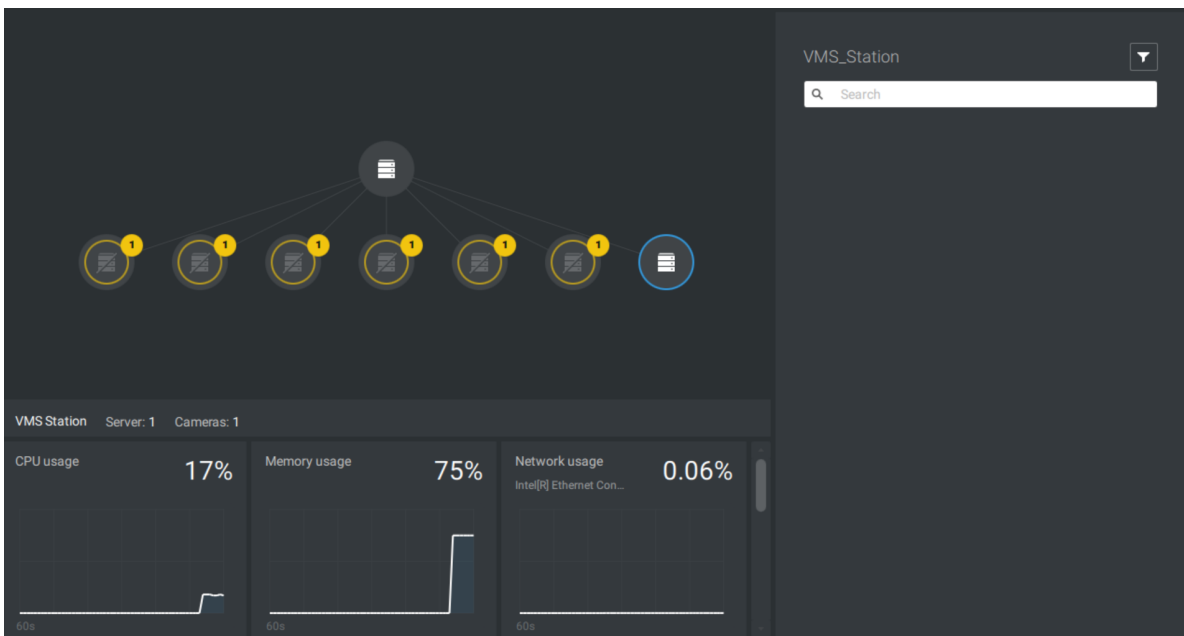 VMS_Station
Search
1 1 1 1 1 1
VMS Station Server: 1 Cameras: 1
CPU usage 17%
60s
Memory usage 75%
60s
Network usage 0.06%
Intel[R] Ethernet Con...
60s